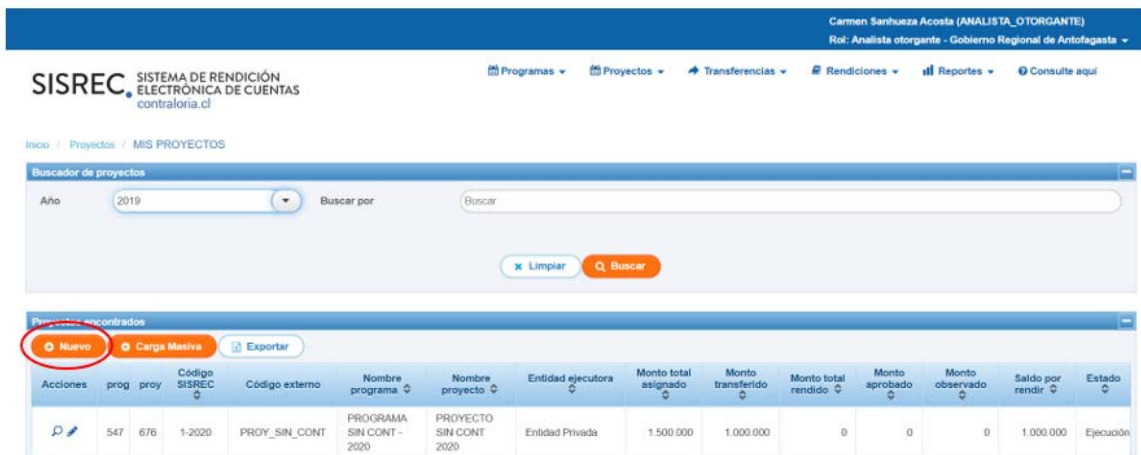 Carmen Sanhueza Acosta (ANALISTA_OTORGANTE)
Rol: Analista otorgante - Gobierno Regional de Antofagasta
SISREC. SISTEMA DE RENDICIÓN
ELECTRÓNICA DE CUENTAS
contraloria.cl
Programas Proyectos Transferencias Rendiciones Reportes Consulte aquí
Inicio / Proyectos / MIS PROYECTOS
Buscador de proyectos
Año 2019 Buscar por Buscar
Limpiar Buscar
Proyectos encontrados
Nuevo Carga Masiva Exportar
Acciones prog proy Código SISREC Código externo Nombre programa Nombre proyecto Entidad ejecutora Monto total asignado Monto transferido Monto total rendido Monto aprobado Monto observado Saldo por rendir Estado
547 676 1-2020 PROY_SIN_CONT PROGRAMA SIN CONT - 2020 PROYECTO SIN CONT 2020 Entidad Privada 1.500.000 1.000.000 0 0 0 1.000.000 Ejecución